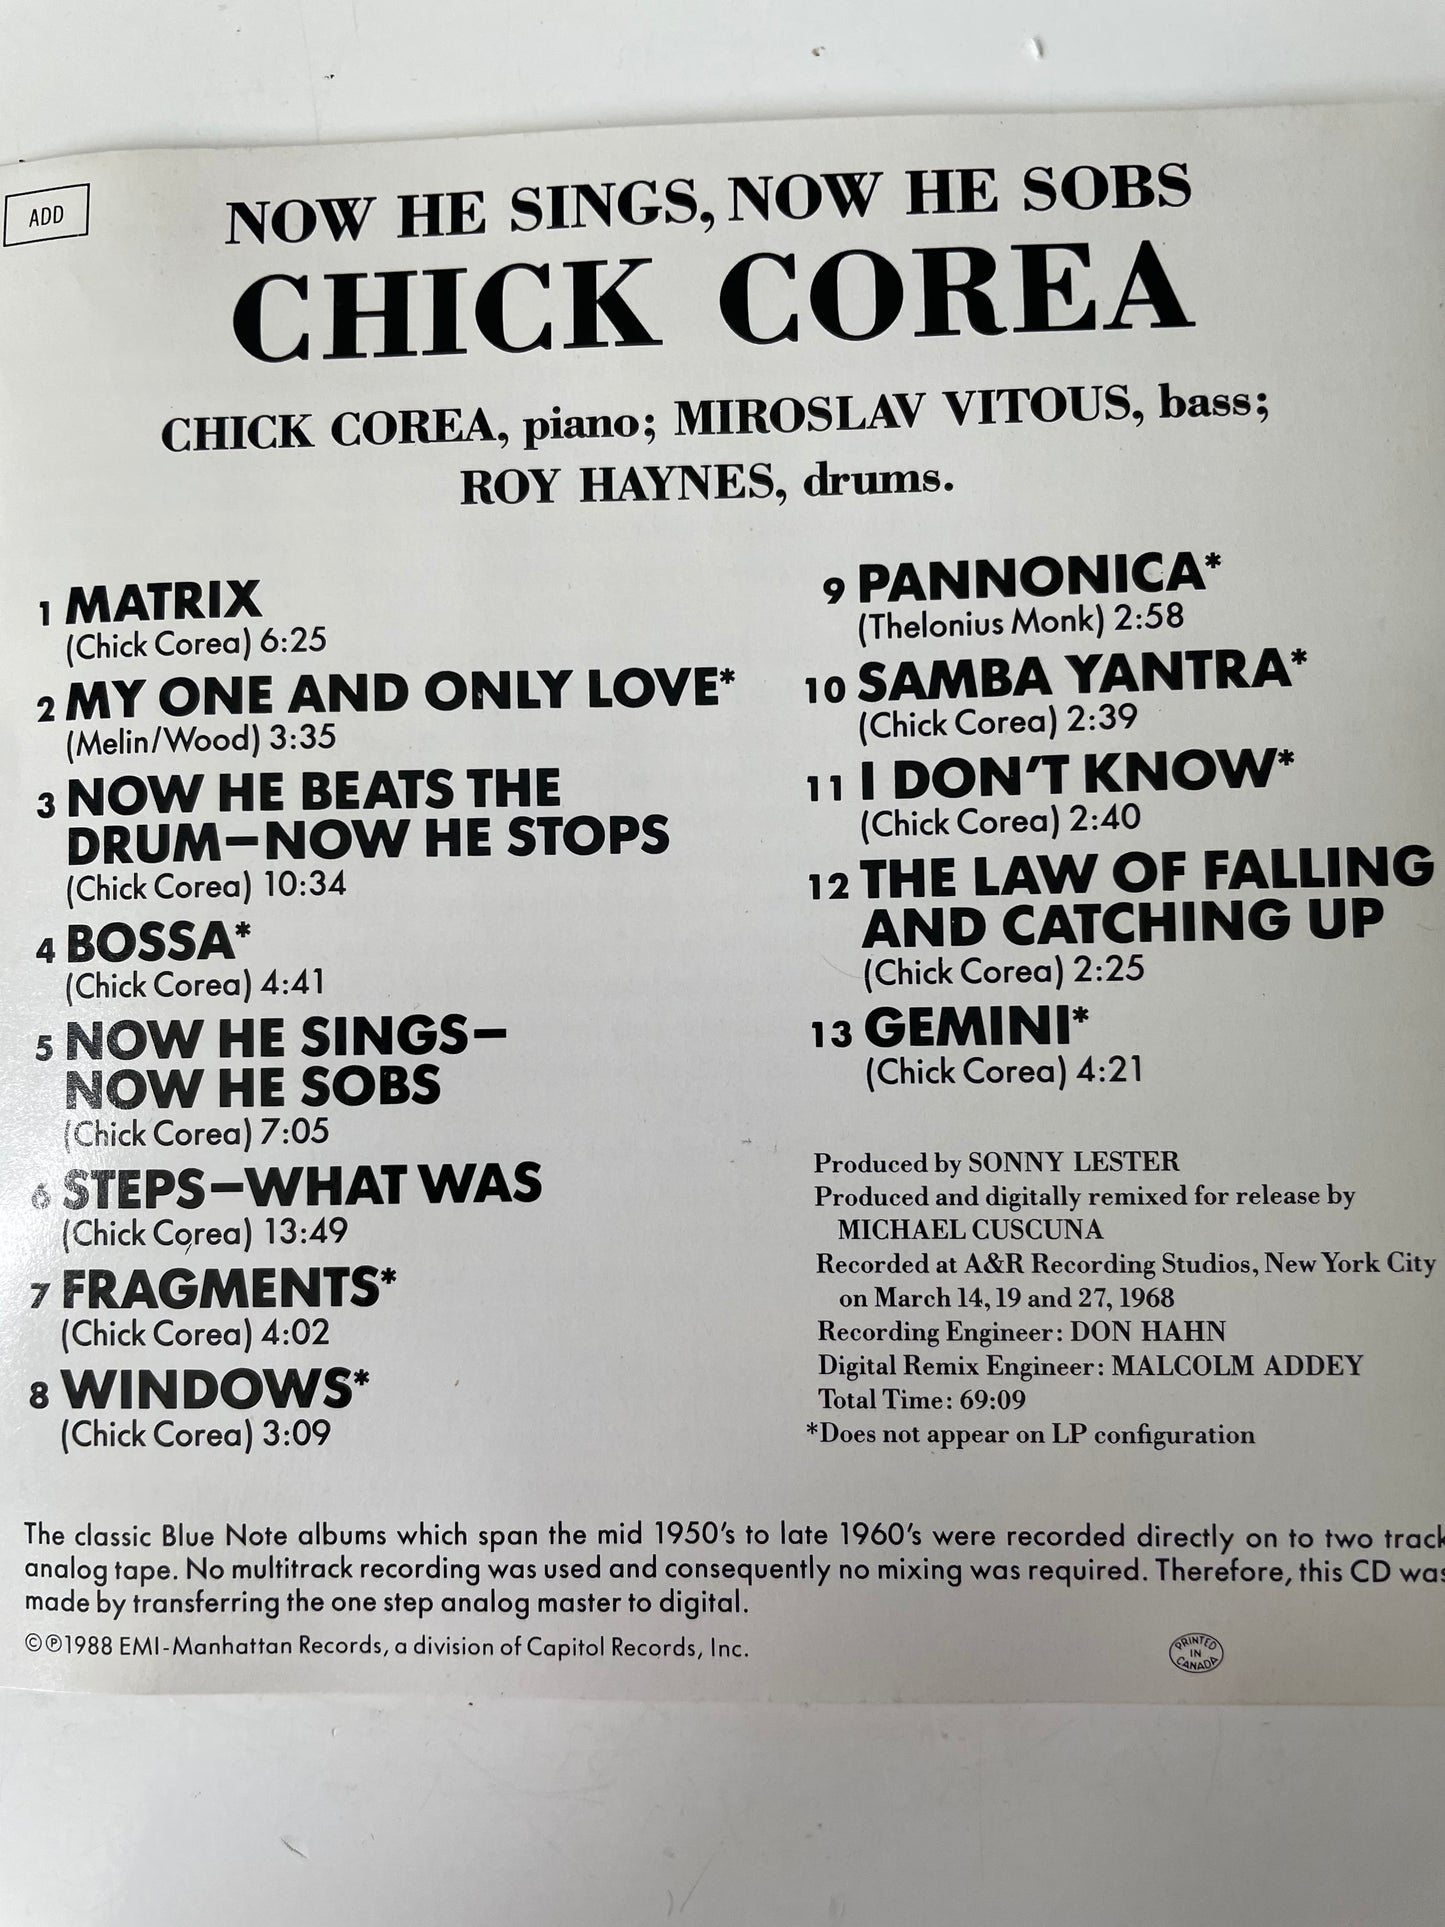 ADD
NOW HE SINGS, NOW HE SOBS
CHICK COREA
CHICK COREA, piano; MIROSLAV VITOUS, bass;
ROY HAYNES, drums.
1 MATRIX
(Chick Corea) 6:25
2 MY ONE AND ONLY LOVE*
(Melin/Wood) 3:35
3 NOW HE BEATS THE
DRUM–NOW HE STOPS
(Chick Corea) 10:34
4 BOSSA*
(Chick Corea) 4:41
5 NOW HE SINGS–
NOW HE SOBS
(Chick Corea) 7:05
6 STEPS–WHAT WAS
(Chick Corea) 13:49
7 FRAGMENTS*
(Chick Corea) 4:02
8 WINDOWS*
(Chick Corea) 3:09
9 PANNONICA*
(Thelonius Monk) 2:58
10 SAMBA YANTRA*
(Chick Corea) 2:39
11 I DON'T KNOW*
(Chick Corea) 2:40
12 THE LAW OF FALLING
AND CATCHING UP
(Chick Corea) 2:25
13 GEMINI*
(Chick Corea) 4:21
Produced by SONNY LESTER
Produced and digitally remixed for release by
MICHAEL CUSCUNA
Recorded at A&R Recording Studios, New York City
on March 14, 19 and 27, 1968
Recording Engineer: DON HAHN
Digital Remix Engineer: MALCOLM ADDEY
Total Time: 69:09
*Does not appear on LP configuration
The classic Blue Note albums which span the mid 1950's to late 1960's were recorded directly on to two track
analog tape. No multitrack recording was used and consequently no mixing was required. Therefore, this CD was
made by transferring the one step analog master to digital.
©℗1988 EMI-Manhattan Records, a division of Capitol Records, Inc.
PRINTED
IN
CANADA